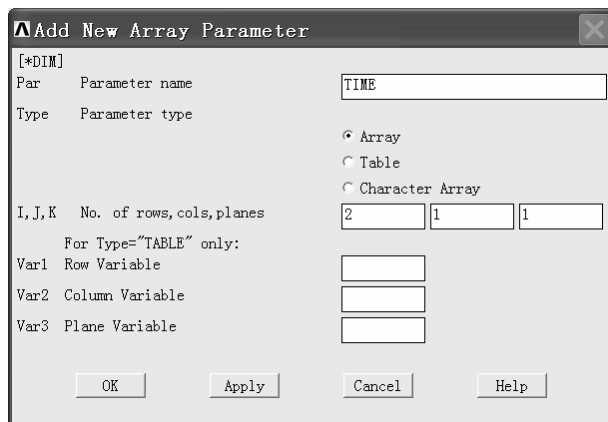 Add New Array Parameter
[*DIM]
Par Parameter name TIME
Type Parameter type
Array
Table
Character Array
I,J,K No. of rows,cols,planes 2 1 1
For Type="TABLE" only:
Var1 Row Variable
Var2 Column Variable
Var3 Plane Variable
OK Apply Cancel Help